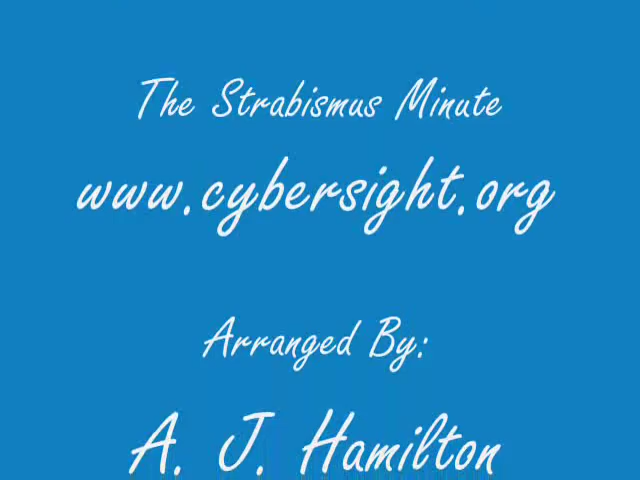 The Strabismus Minute
www.cybersight.org
Arranged By:
A. J. Hamilton